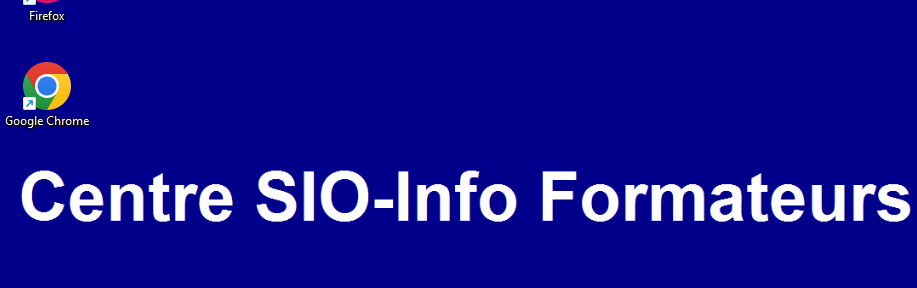 Firefox
Google Chrome
Centre SIO-Info Formateurs